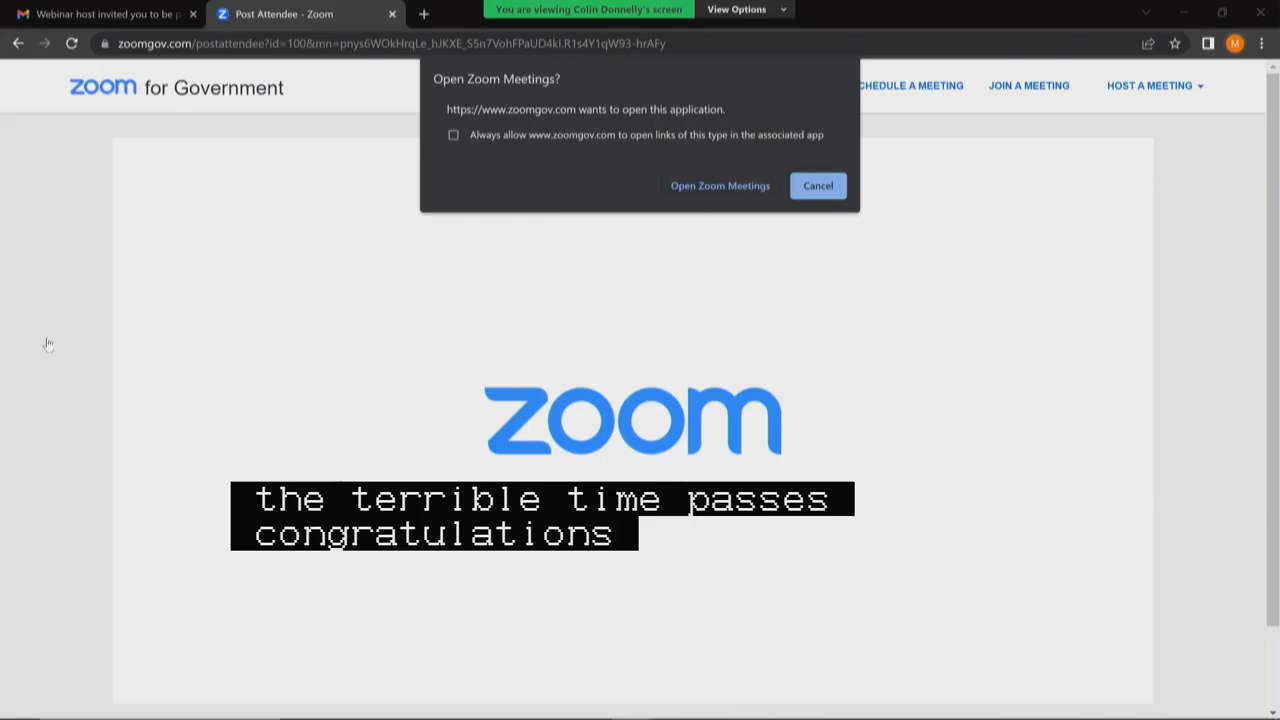 Webinar host invited you to be p
Post Attendee - Zoom
You are viewing Colin Donnelly's screen
View Options
zoomgov.com/postattendee?id=100&mn=pnys6WOkHrqLe_hJKXE_S5n7VohFPaUD4kl.R1s4Y1qW93-hrAFy
M
zoom for Government
CHEDULE A MEETING
JOIN A MEETING
HOST A MEETING
Open Zoom Meetings?
https://www.zoomgov.com wants to open this application.
Always allow www.zoomgov.com to open links of this type in the associated app
Open Zoom Meetings
Cancel
zoom
the terrible time passes
congratulations